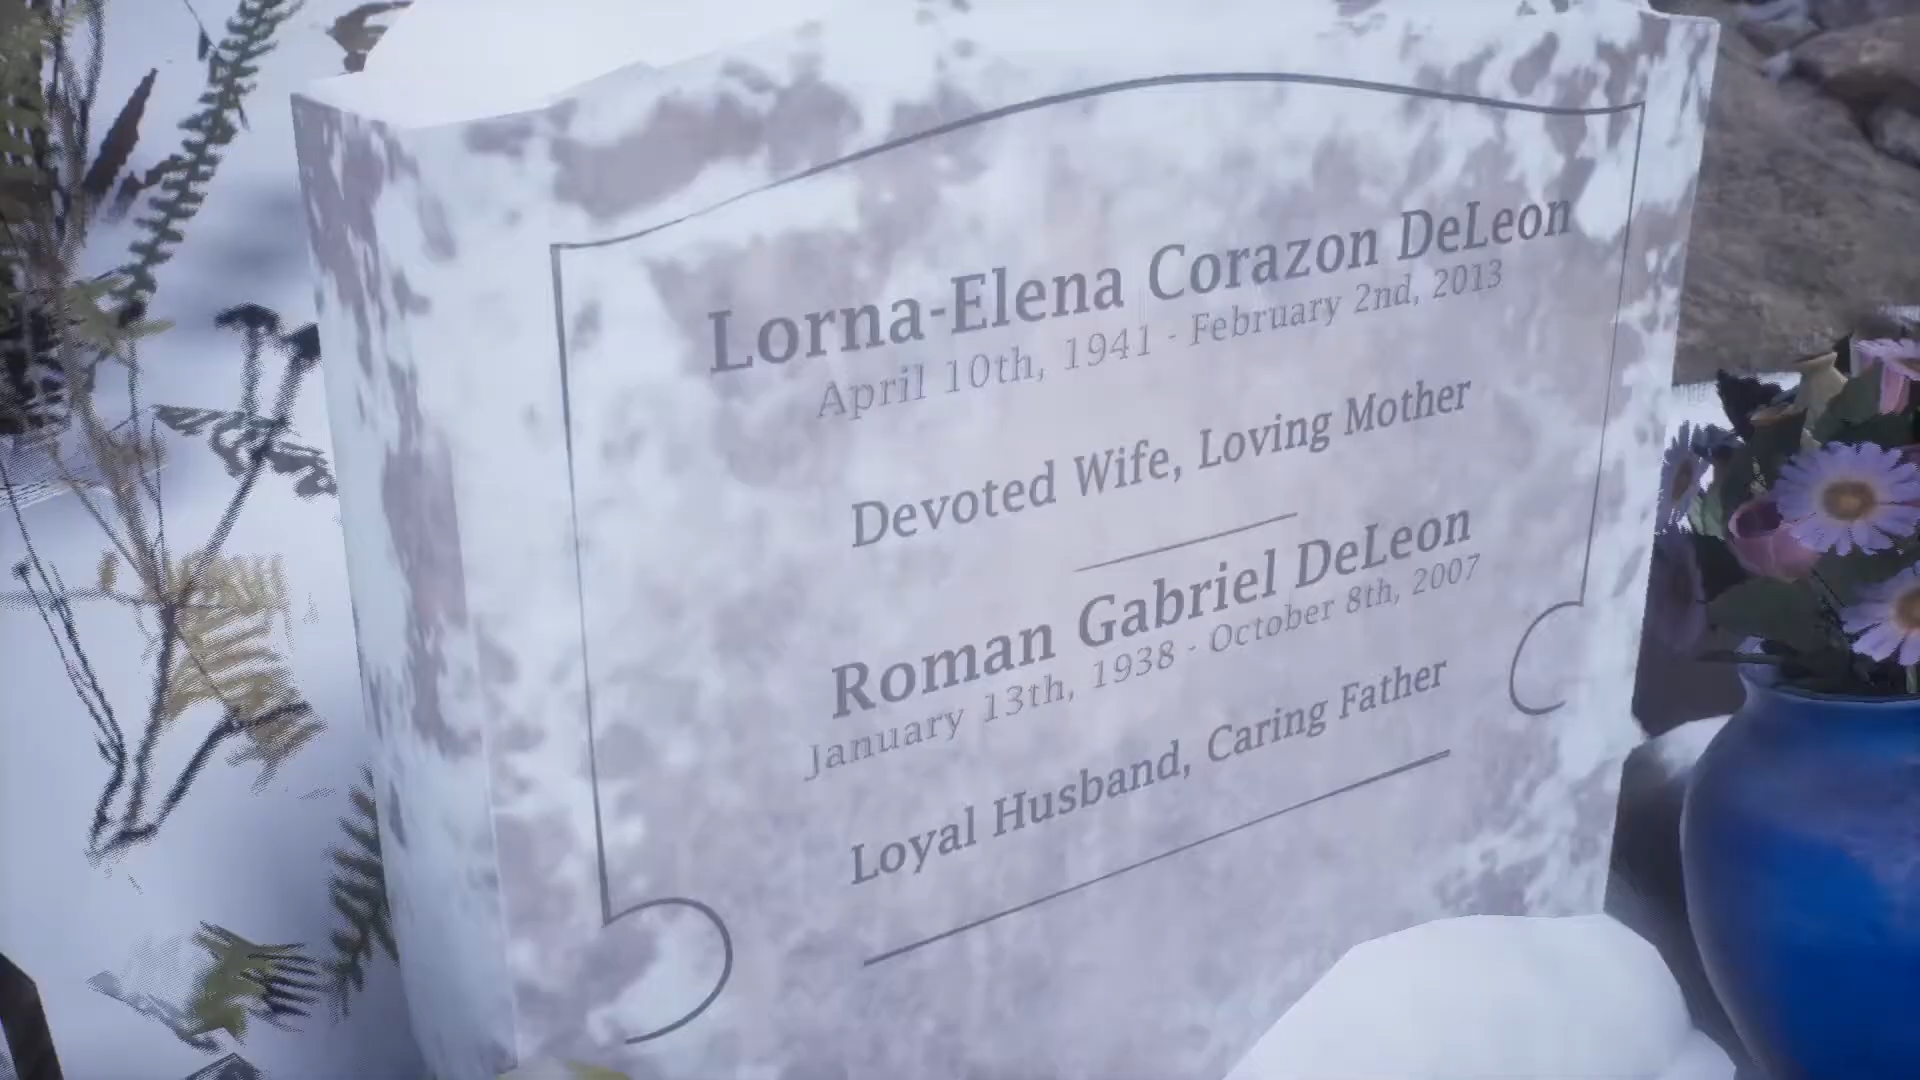 Lorna-Elena Corazon DeLeon
April 10th, 1941 - February 2nd, 2013
Devoted Wife, Loving Mother
Roman Gabriel DeLeon
January 13th, 1938 - October 8th, 2007
Loyal Husband, Caring Father